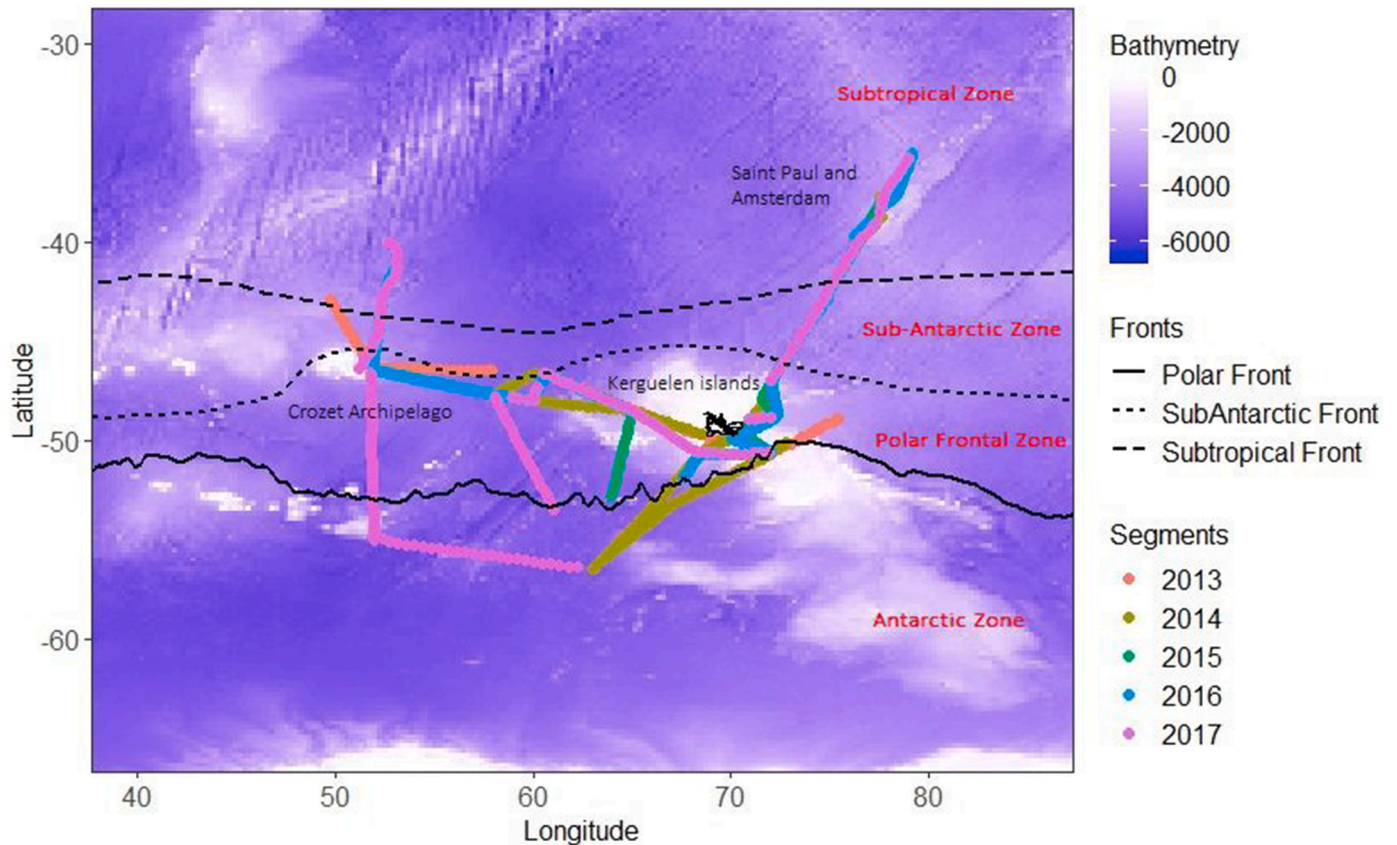 -30
-40
-50
-60
Latitude
40
50
60
70
80
Longitude
Subtropical Zone
Saint Paul and
Amsterdam
Sub-Antarctic Zone
Kerguelen islands
Crozet Archipelago
Polar Frontal Zone
Antarctic Zone
Bathymetry
0
-2000
-4000
-6000
Fronts
Polar Front
SubAntarctic Front
Subtropical Front
Segments
2013
2014
2015
2016
2017